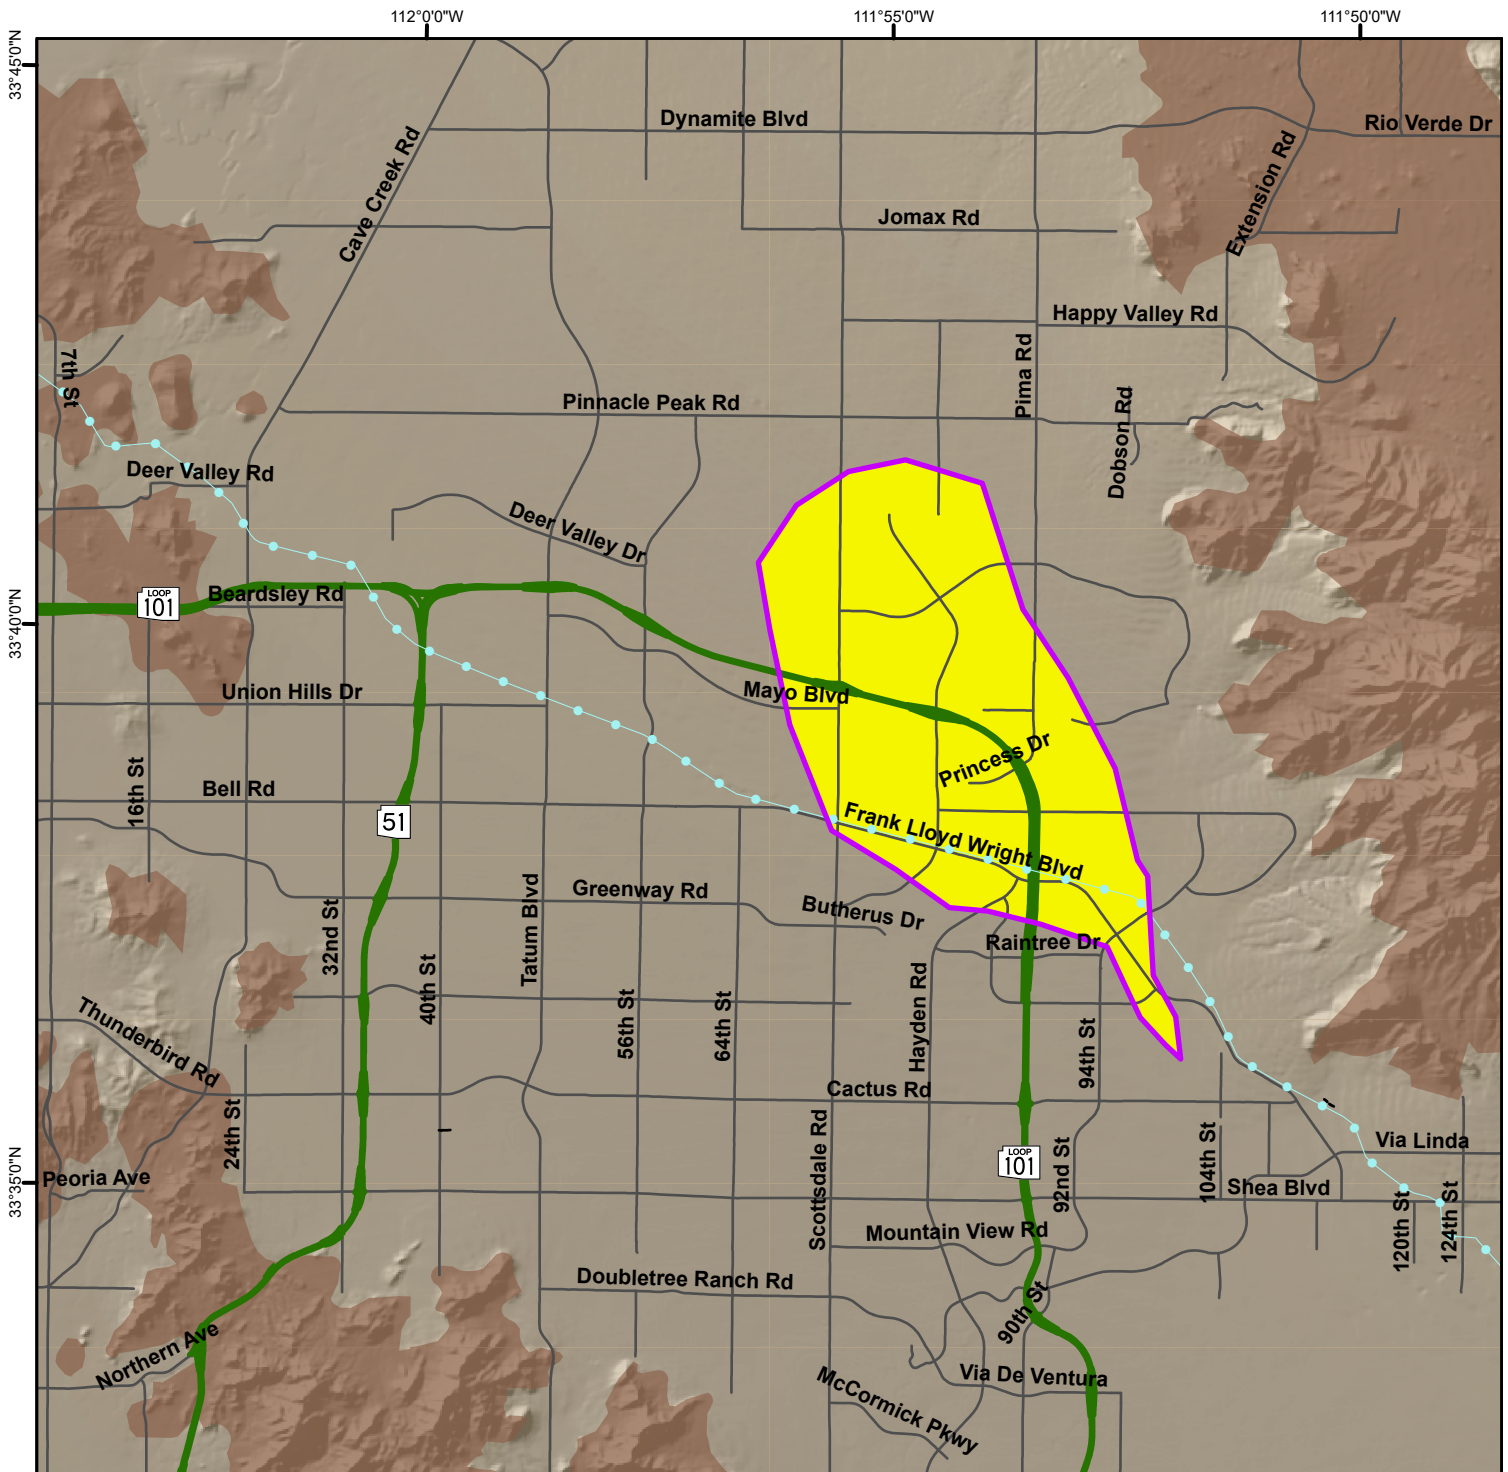 112°0'0"W
111°55'0"W
111°50'0"W
33°45'0"N
Dynamite Blvd
Rio Verde Dr
Cave Creek Rd
Extension Rd
Jomax Rd
Happy Valley Rd
7th St
Pima Rd
Pinnacle Peak Rd
Dobson Rd
Deer Valley Rd
Deer Valley Dr
33°40'0"N
LOOP
101
Beardsley Rd
Union Hills Dr
Mayo Blvd
Princess Dr
16th St
Bell Rd
51
Frank Lloyd Wright Blvd
Greenway Rd
Butherus Dr
Raintree Dr
32nd St
40th St
Tatum Blvd
56th St
64th St
Hayden Rd
94th St
Thunderbird Rd
Cactus Rd
24th St
Scottsdale Rd
LOOP
101
92nd St
104th St
Via Linda
33°35'0"N
Peoria Ave
Shea Blvd
120th St
124th St
Mountain View Rd
Doubletree Ranch Rd
90th St
Northern Ave
Via De Ventura
McCormick Pkwy